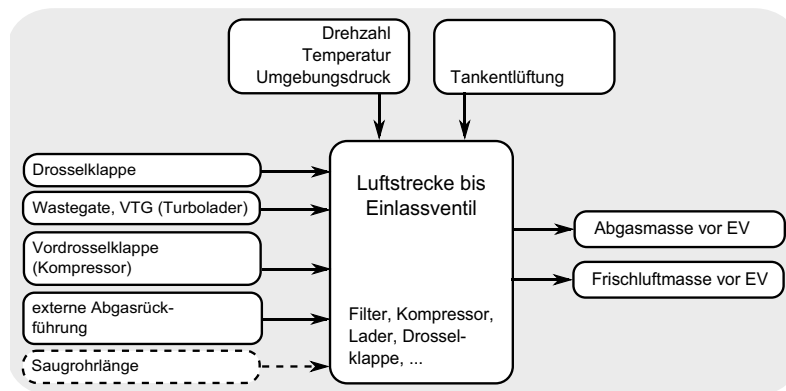 Drehzahl
Temperatur
Umgebungsdruck
Tankentlüftung
Drosselklappe
Wastegate, VTG (Turbolader)
Vordrosselklappe
(Kompressor)
externe Abgasrück-
führung
Saugrohrlänge
Luftstrecke bis
Einlassventil
Filter, Kompressor,
Lader, Drossel-
klappe, ...
Abgasmasse vor EV
Frischluftmasse vor EV